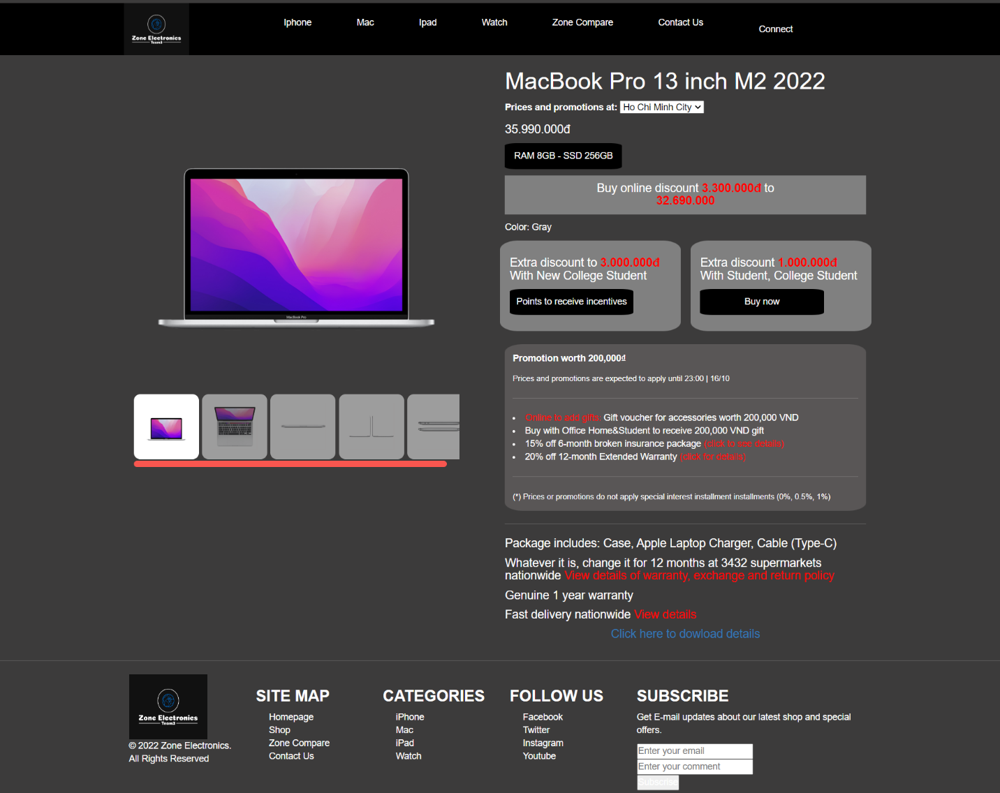 Zone Electronics
Team3
Iphone
Mac
Ipad
Watch
Zone Compare
Contact Us
Connect
MacBook Pro 13 inch M2 2022
Prices and promotions at: Ho Chi Minh City
35.990.000đ
RAM 8GB - SSD 256GB
Buy online discount 3.300.000đ to
32.690.000
Color: Gray
Extra discount to 3.000.000đ
With New College Student
Points to receive incentives
Extra discount 1.000.000đ
With Student, College Student
Buy now
MacBook Pro
Promotion worth 200,000₫
Prices and promotions are expected to apply until 23:00 | 16/10
Online to add gifts: Gift voucher for accessories worth 200,000 VND
Buy with Office Home&Student to receive 200,000 VND gift
15% off 6-month broken insurance package (click to see details)
20% off 12-month Extended Warranty (click for details)
(*) Prices or promotions do not apply special interest installment installments (0%, 0.5%, 1%)
Package includes: Case, Apple Laptop Charger, Cable (Type-C)
Whatever it is, change it for 12 months at 3432 supermarkets
nationwide View details of warranty, exchange and return policy
Genuine 1 year warranty
Fast delivery nationwide View details
Click here to dowload details
Zone Electronics
Team3
© 2022 Zone Electronics.
All Rights Reserved
SITE MAP
Homepage
Shop
Zone Compare
Contact Us
CATEGORIES
iPhone
Mac
iPad
Watch
FOLLOW US
Facebook
Twitter
Instagram
Youtube
SUBSCRIBE
Get E-mail updates about our latest shop and special
offers.
Enter your email
Enter your comment
Subscribe